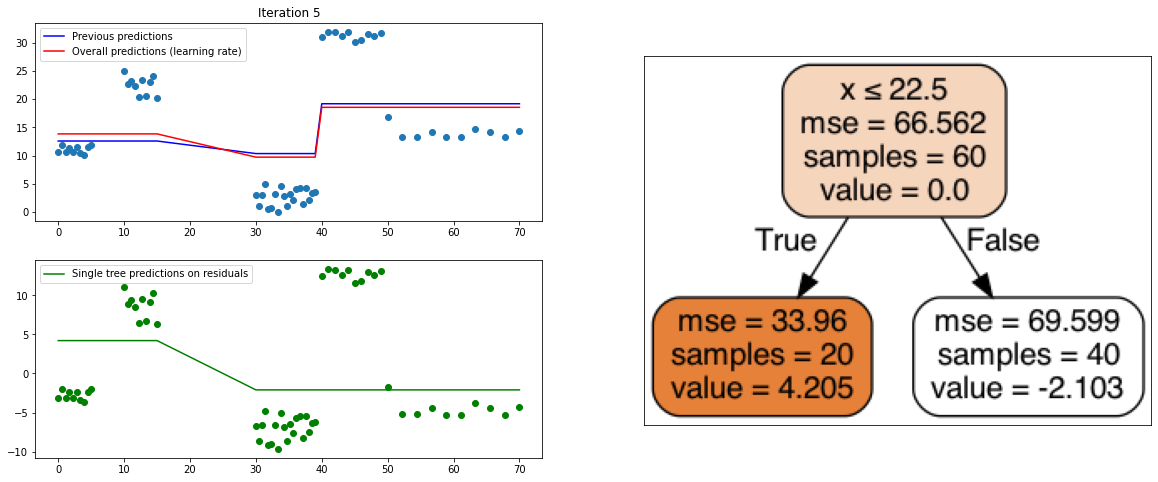 Iteration 5
Previous predictions
Overall predictions (learning rate)
30
25
20
15
10
5
0
0 10 20 30 40 50 60 70
Single tree predictions on residuals
10
5
0
−5
−10
0 10 20 30 40 50 60 70
x ≤ 22.5
mse = 66.562
samples = 60
value = 0.0
True False
mse = 33.96
samples = 20
value = 4.205
mse = 69.599
samples = 40
value = -2.103